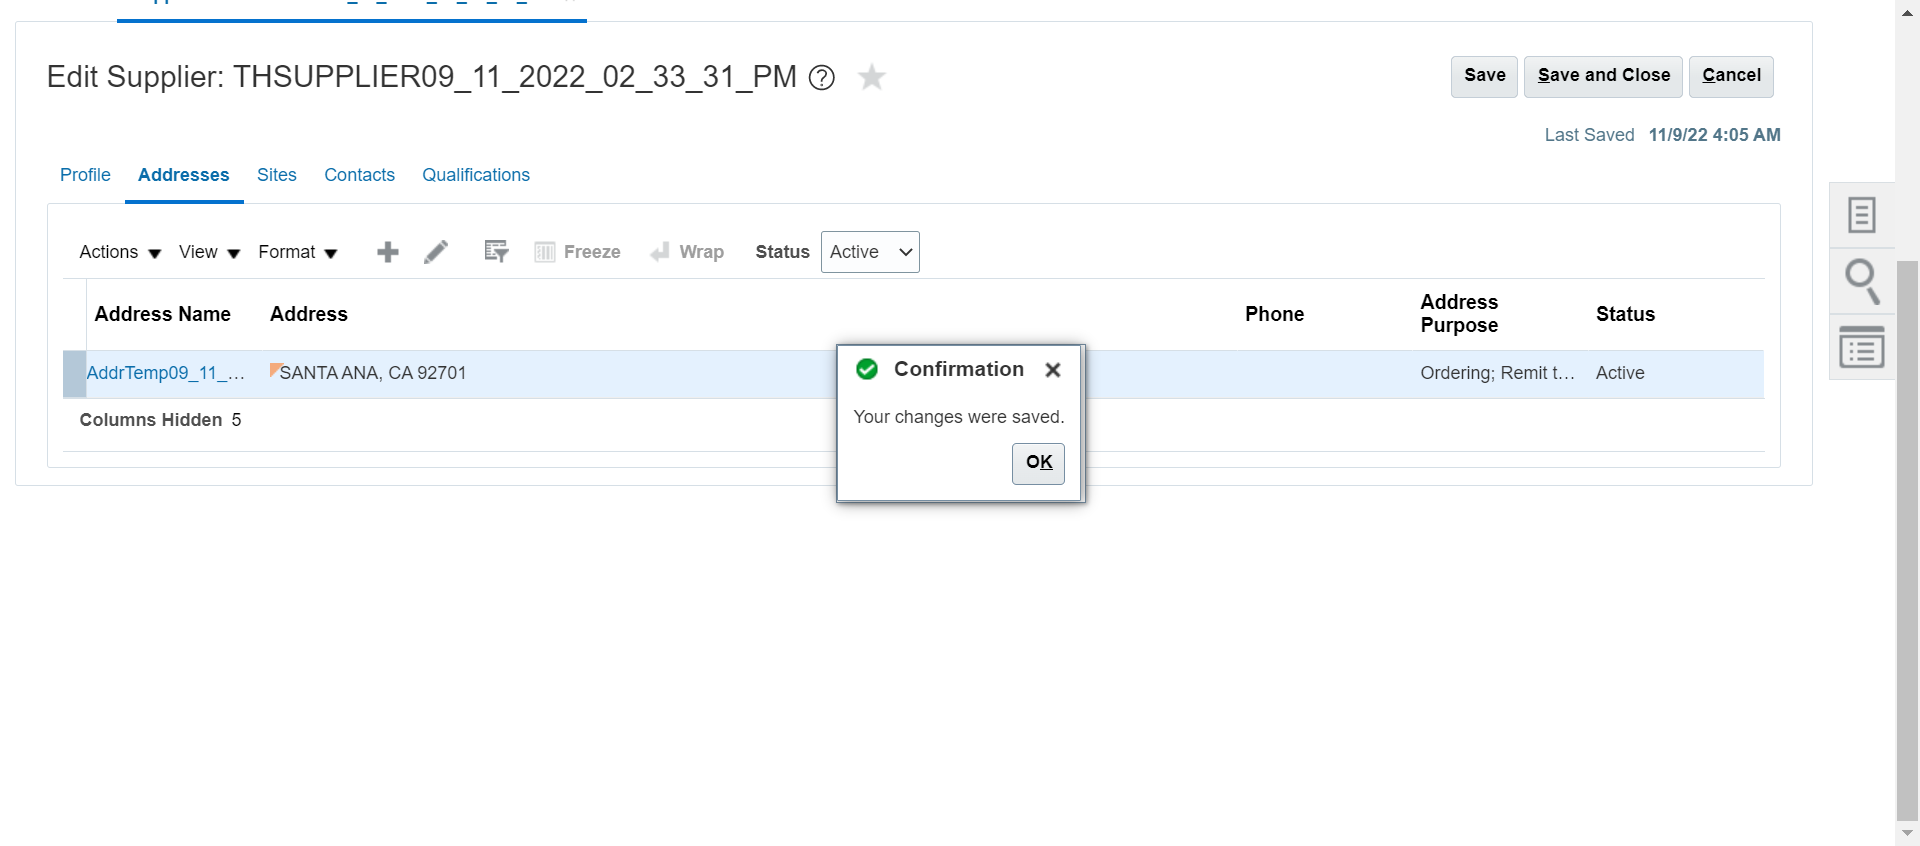 Edit Supplier: THSUPPLIER09_11_2022_02_33_31_PM
Save Save and Close Cancel
Last Saved 11/9/22 4:05 AM
Profile Addresses Sites Contacts Qualifications
Actions View Format Freeze Wrap Status Active
Address Name Address Phone Address Purpose Status
AddrTemp09_11_... SANTA ANA, CA 92701 Ordering; Remit t... Active
Columns Hidden 5
Confirmation
Your changes were saved.
OK